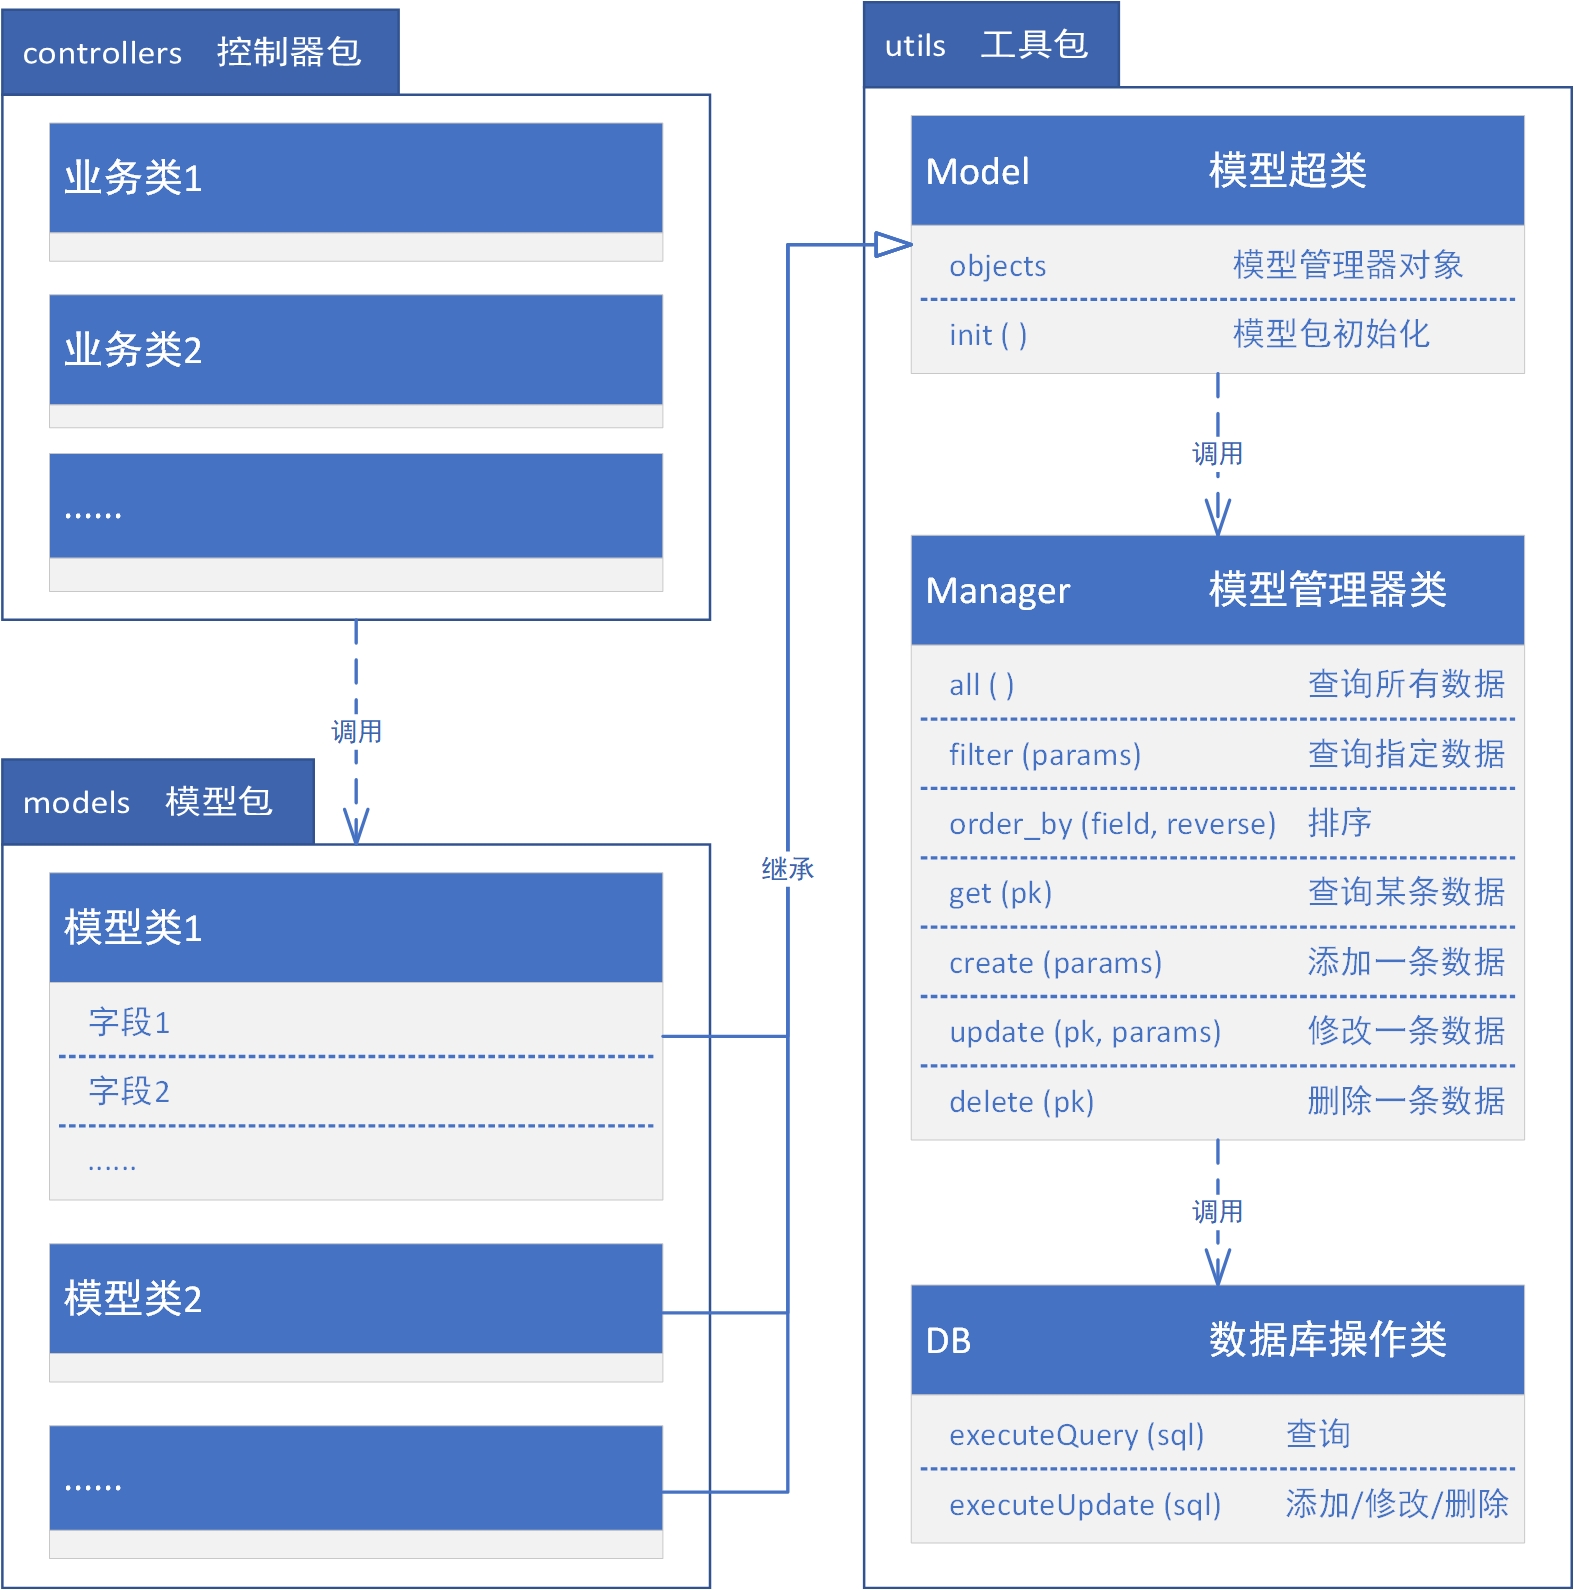 controllers 控制器包
业务类1
业务类2
......
调用
models 模型包
模型类1
字段1
字段2
......
模型类2
......
继承
utils 工具包
Model 模型超类
objects 模型管理器对象
init ( ) 模型包初始化
调用
Manager 模型管理器类
all ( ) 查询所有数据
filter (params) 查询指定数据
order_by (field, reverse) 排序
get (pk) 查询某条数据
create (params) 添加一条数据
update (pk, params) 修改一条数据
delete (pk) 删除一条数据
调用
DB 数据库操作类
executeQuery (sql) 查询
executeUpdate (sql) 添加/修改/删除